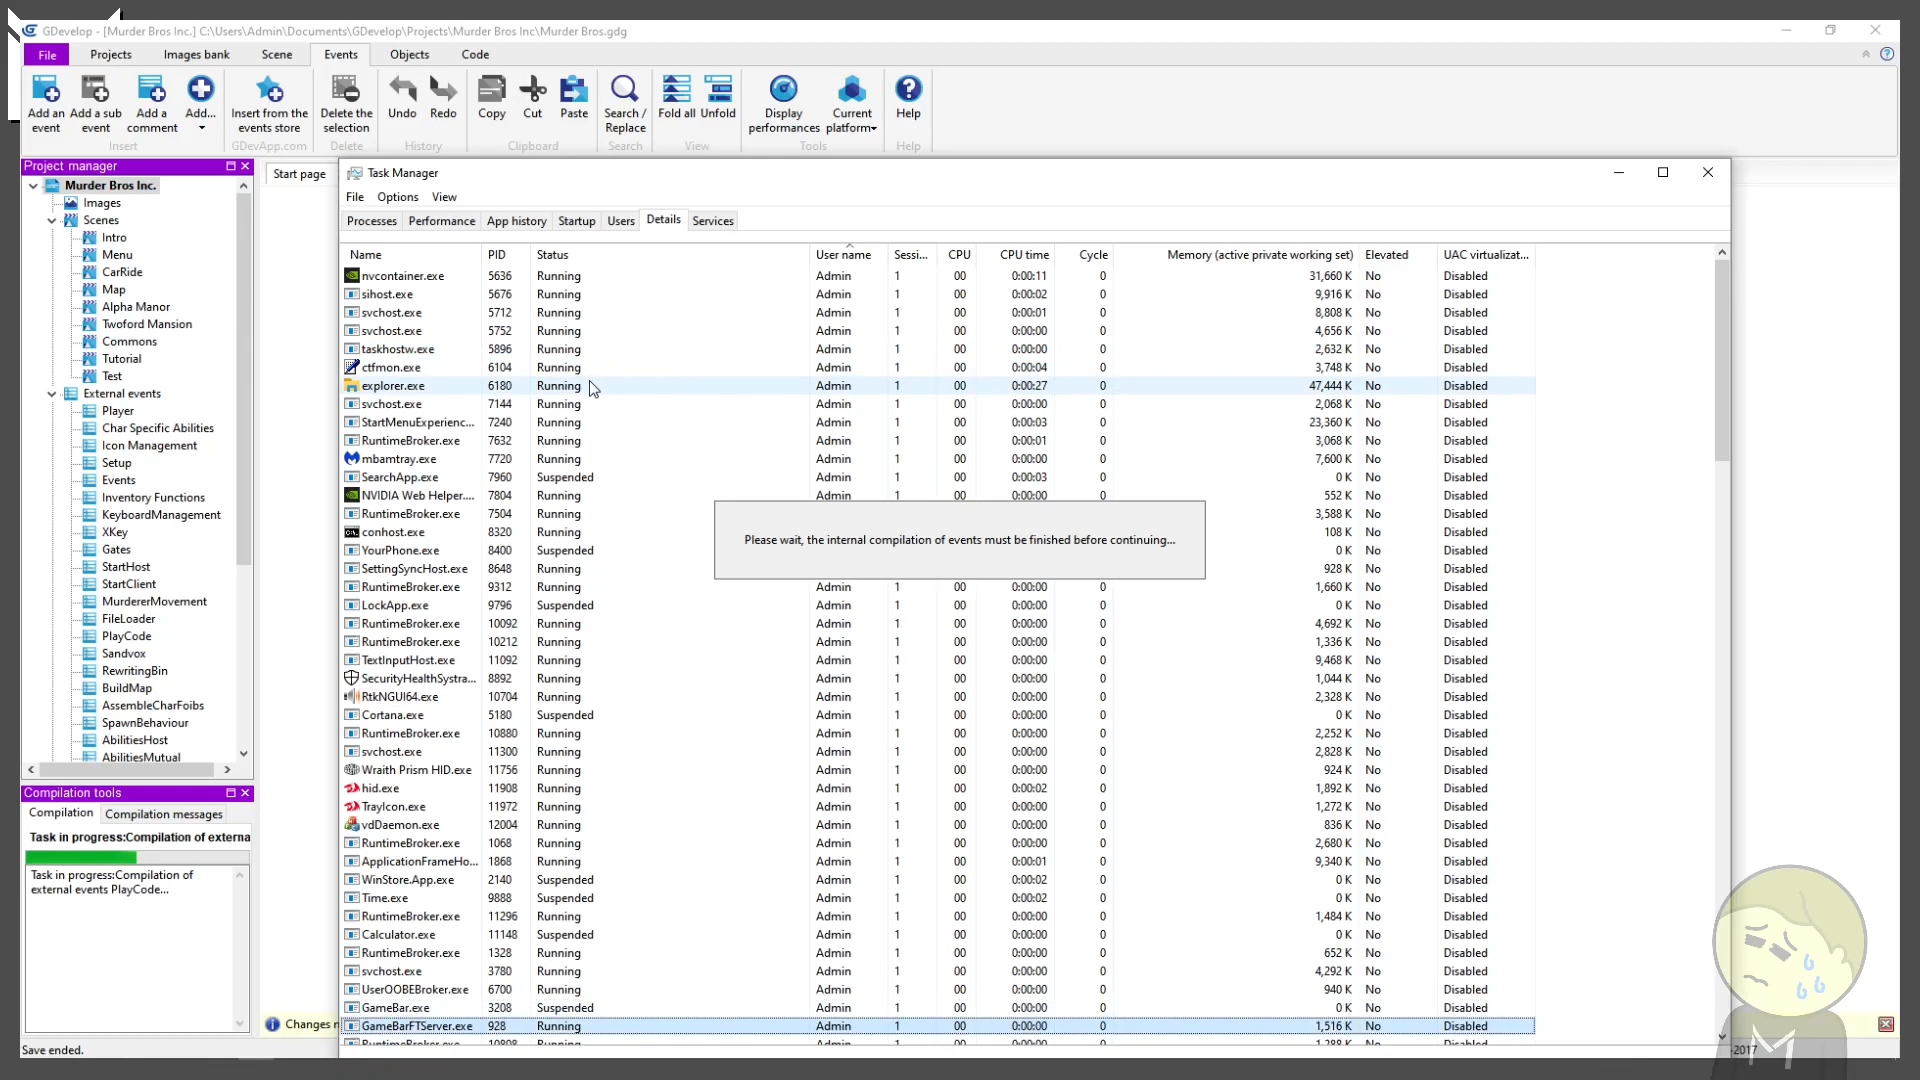 GDevelop - [Murder Bros Inc.] C:\Users\Admin\Documents\GDevelop\Projects\Murder Bros Inc\Murder Bros.gdg
File Projects Images bank Scene Events Objects Code
Add an event
Add a sub event
Add a comment
Add...
Insert from the events store
Delete the selection
Undo
Redo
Copy
Cut
Paste
Search / Replace
Fold all
Unfold
Display performances
Current platform
Help
Insert GDevApp.com Delete History Clipboard Search View Tools Help
Project manager
Murder Bros Inc.
Images
Scenes
Intro
Menu
CarRide
Map
Alpha Manor
Twoford Mansion
Commons
Tutorial
Test
External events
Player
Char Specific Abilities
Icon Management
Setup
Events
Inventory Functions
KeyboardManagement
XKey
Gates
StartHost
StartClient
MurdererMovement
FileLoader
PlayCode
Sandvox
RewritingBin
BuildMap
AssembleCharFoibs
SpawnBehaviour
AbilitiesHost
AbilitiesMutual
Compilation tools
Compilation Compilation messages
Task in progress:Compilation of externa
Task in progress:Compilation of
external events PlayCode...
Save ended.
Start page
Task Manager
File Options View
Processes Performance App history Startup Users Details Services
Name PID Status User name Sessi... CPU CPU time Cycle Memory (active private working set) Elevated UAC virtualizat...
nvcontainer.exe 5636 Running Admin 1 00 0:00:11 0 31,660 K No Disabled
sihost.exe 5676 Running Admin 1 00 0:00:02 0 9,916 K No Disabled
svchost.exe 5712 Running Admin 1 00 0:00:01 0 8,808 K No Disabled
svchost.exe 5752 Running Admin 1 00 0:00:00 0 4,656 K No Disabled
taskhostw.exe 5896 Running Admin 1 00 0:00:00 0 2,632 K No Disabled
ctfmon.exe 6104 Running Admin 1 00 0:00:04 0 3,748 K No Disabled
explorer.exe 6180 Running Admin 1 00 0:00:27 0 47,444 K No Disabled
svchost.exe 7144 Running Admin 1 00 0:00:00 0 2,068 K No Disabled
StartMenuExperienc... 7240 Running Admin 1 00 0:00:03 0 23,360 K No Disabled
RuntimeBroker.exe 7632 Running Admin 1 00 0:00:01 0 3,068 K No Disabled
mbamtray.exe 7720 Running Admin 1 00 0:00:00 0 7,600 K No Disabled
SearchApp.exe 7960 Suspended Admin 1 00 0:00:03 0 0 K No Disabled
NVIDIA Web Helper.... 7804 Running Admin 1 00 0:00:00 0 552 K No Disabled
RuntimeBroker.exe 7504 Running 3,588 K No Disabled
conhost.exe 8320 Running 108 K No Disabled
Please wait, the internal compilation of events must be finished before continuing...
YourPhone.exe 8400 Suspended 0 K No Disabled
SettingSyncHost.exe 8648 Running 928 K No Disabled
RuntimeBroker.exe 9312 Running Admin 1 00 0:00:00 0 1,660 K No Disabled
LockApp.exe 9796 Suspended Admin 1 00 0:00:00 0 0 K No Disabled
RuntimeBroker.exe 10092 Running Admin 1 00 0:00:00 0 4,692 K No Disabled
RuntimeBroker.exe 10212 Running Admin 1 00 0:00:00 0 1,336 K No Disabled
TextInputHost.exe 11092 Running Admin 1 00 0:00:00 0 9,468 K No Disabled
SecurityHealthSystra... 8892 Running Admin 1 00 0:00:00 0 1,044 K No Disabled
RtkNGUI64.exe 10704 Running Admin 1 00 0:00:00 0 2,328 K No Disabled
Cortana.exe 5180 Suspended Admin 1 00 0:00:00 0 0 K No Disabled
RuntimeBroker.exe 10880 Running Admin 1 00 0:00:00 0 2,252 K No Disabled
svchost.exe 11300 Running Admin 1 00 0:00:00 0 2,828 K No Disabled
Wraith Prism HID.exe 11756 Running Admin 1 00 0:00:00 0 924 K No Disabled
hid.exe 11908 Running Admin 1 00 0:00:02 0 1,892 K No Disabled
TrayIcon.exe 11972 Running Admin 1 00 0:00:00 0 1,272 K No Disabled
vdDaemon.exe 12004 Running Admin 1 00 0:00:00 0 836 K No Disabled
RuntimeBroker.exe 1068 Running Admin 1 00 0:00:00 0 2,680 K No Disabled
ApplicationFrameHo... 1868 Running Admin 1 00 0:00:01 0 9,340 K No Disabled
WinStore.App.exe 2140 Suspended Admin 1 00 0:00:02 0 0 K No Disabled
Time.exe 9888 Suspended Admin 1 00 0:00:02 0 0 K No Disabled
RuntimeBroker.exe 11296 Running Admin 1 00 0:00:00 0 1,484 K No Disabled
Calculator.exe 11148 Suspended Admin 1 00 0:00:00 0 0 K No Disabled
RuntimeBroker.exe 1328 Running Admin 1 00 0:00:00 0 652 K No Disabled
svchost.exe 3780 Running Admin 1 00 0:00:00 0 4,292 K No Disabled
UserOOBEBroker.exe 6700 Running Admin 1 00 0:00:00 0 940 K No Disabled
GameBar.exe 3208 Suspended Admin 1 00 0:00:00 0 0 K No Disabled
GameBarFTServer.exe 928 Running Admin 1 00 0:00:00 0 1,516 K No Disabled
RuntimeBroker.exe 10808 Running Admin 1 00 0:00:00 0 1,288 K No Disabled
Changes
-2017